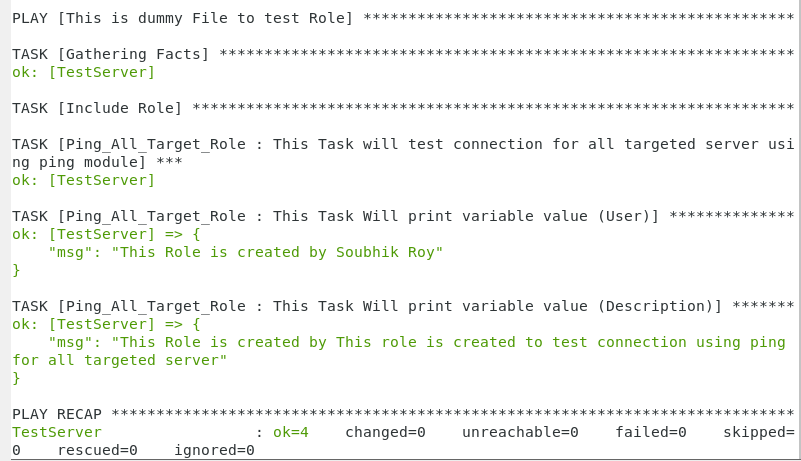 PLAY [This is dummy File to test Role] ************************************************
TASK [Gathering Facts] ****************************************************************
ok: [TestServer]
TASK [Include Role] *******************************************************************
TASK [Ping_All_Target_Role : This Task will test connection for all targeted server usi
ng ping module] ***
ok: [TestServer]
TASK [Ping_All_Target_Role : This Task Will print variable value (User)] **************
ok: [TestServer] => {
    "msg": "This Role is created by Soubhik Roy"
}
TASK [Ping_All_Target_Role : This Task Will print variable value (Description)] *******
ok: [TestServer] => {
    "msg": "This Role is created by This role is created to test connection using ping
for all targeted server"
}
PLAY RECAP ****************************************************************************
TestServer                 : ok=4    changed=0    unreachable=0    failed=0    skipped=
0    rescued=0    ignored=0